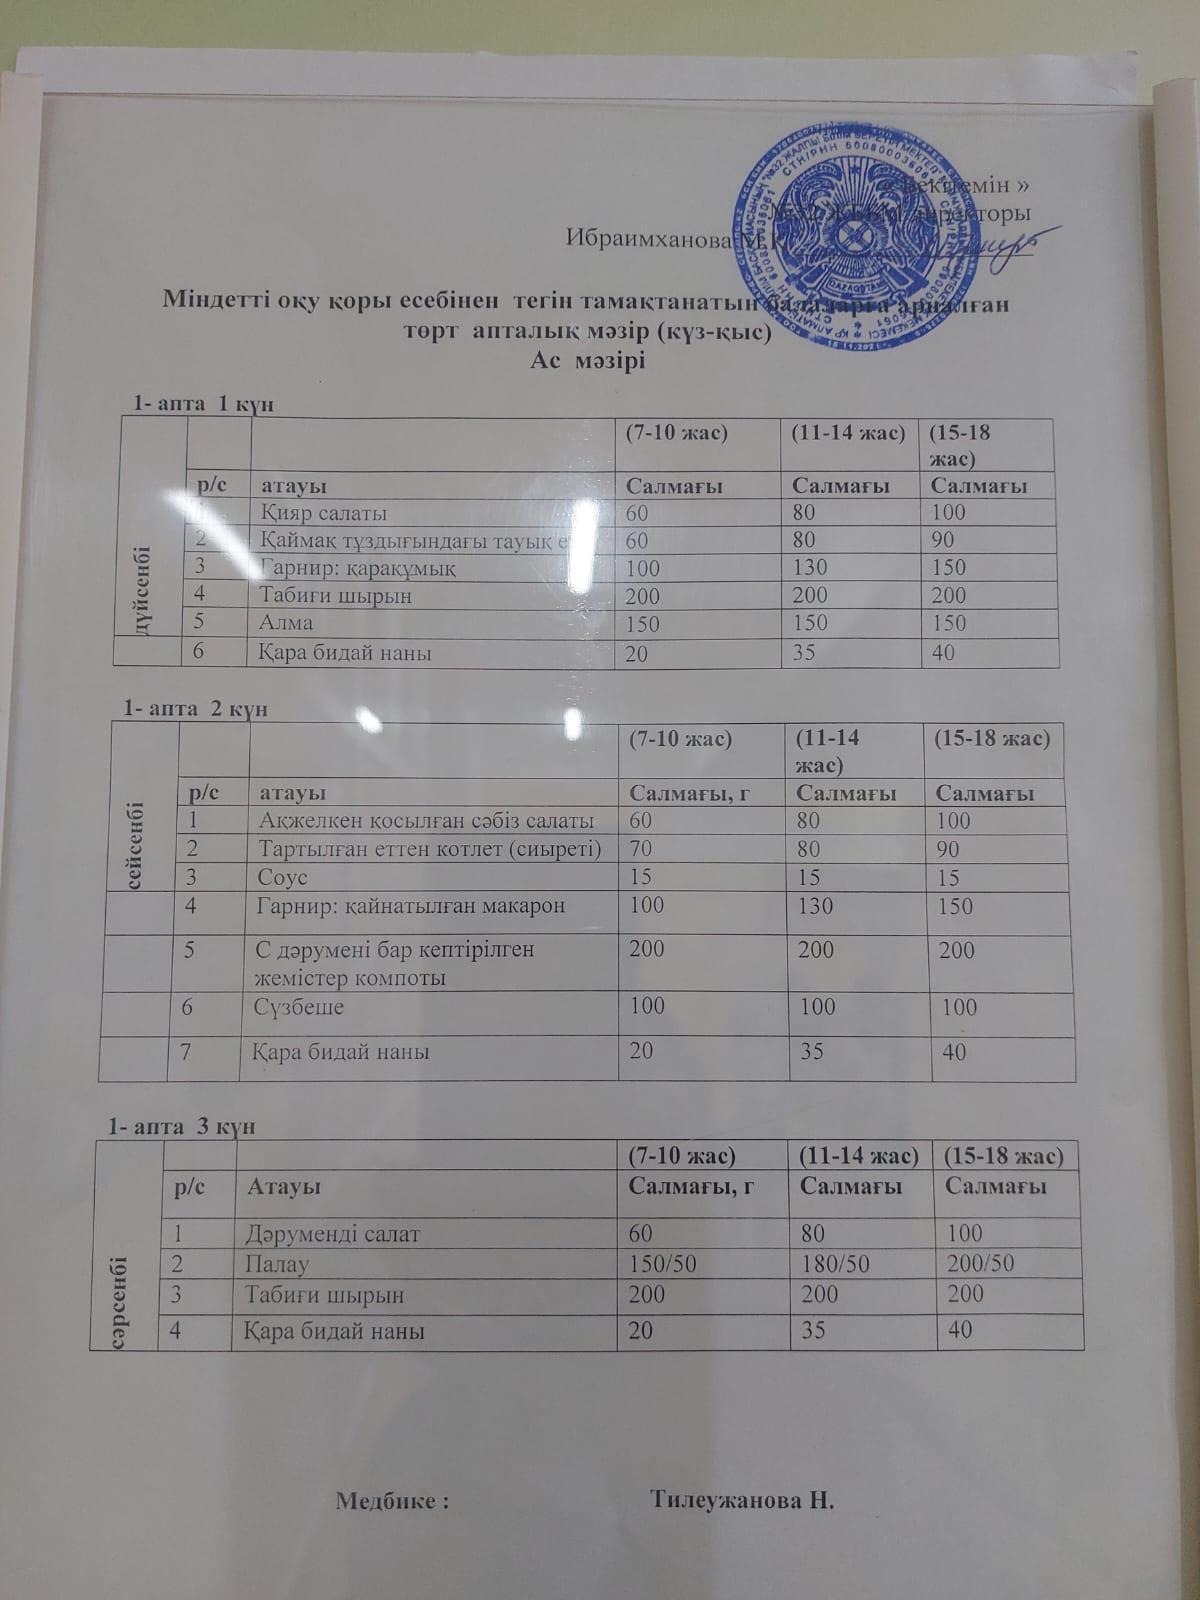 « Бекітемін »
№32 ЖББМ директоры
Ибраимханова М.К.
Міндетті оқу қоры есебінен тегін тамақтанатын балаларға арналған
төрт апталық мәзір (күз-қыс)
Ас мәзірі
1- апта 1 күн
дүйсенбі
(7-10 жас) (11-14 жас) (15-18
жас)
р/с атауы Салмағы Салмағы Салмағы
1 Қияр салаты 60 80 100
2 Қаймақ тұздығындағы тауық 60 80 90
3 Гарнир: қарақұмық 100 130 150
4 Табиғи шырын 200 200 200
5 Алма 150 150 150
6 Қара бидай наны 20 35 40
1- апта 2 күн
сейсенбі
(7-10 жас) (11-14 (15-18 жас)
жас)
р/с атауы Салмағы, г Салмағы Салмағы
1 Ақжелкен қосылған сәбіз салаты 60 80 100
2 Тартылған еттен котлет (сиыреті) 70 80 90
3 Соус 15 15 15
4 Гарнир: қайнатылған макарон 100 130 150
5 С дәрумені бар кептірілген 200 200 200
жемістер компоты
6 Сүзбеше 100 100 100
7 Қара бидай наны 20 35 40
1- апта 3 күн
сәрсенбі
(7-10 жас) (11-14 жас) (15-18 жас)
р/с Атауы Салмағы, г Салмағы Салмағы
1 Дәруменді салат 60 80 100
2 Палау 150/50 180/50 200/50
3 Табиғи шырын 200 200 200
4 Қара бидай наны 20 35 40
Медбике : Тилеужанова Н.